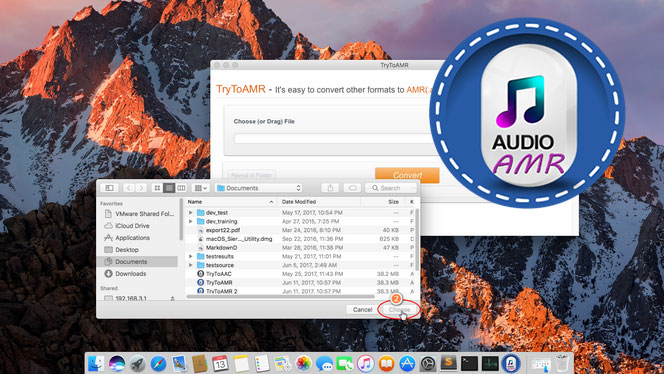 TryToAMR
TryToAMR - It's easy to convert other formats to AMR(.a
Choose (or Drag) File
Reveal in Finder
Convert
AUDIO
AMR
Documents
Search
Favorites
VMware Shared Fol...
iCloud Drive
Applications
Desktop
Documents
Downloads
Shared
192.168.3.1
Name Date Modified Size K
dev_test May 17, 2017, 10:54 PM -- F
dev_training Apr 27, 2015, 7:25 PM -- F
export22.pdf Mar 24, 2016, 8:10 PM 40 KB P
macOS_Sier..._Utility.dmg Sep 22, 2016, 11:36 PM 625 KB D
MarkdownD Mar 28, 2016, 11:38 PM 47 KB
testresults May 21, 2017, 11:01 PM -- F
testsource Jun 5, 2017, 2:49 AM -- F
TryToAAC May 25, 2017, 11:43 PM 38.2 MB A
TryToAMR Jun 11, 2017, 10:57 PM 38.3 MB A
TryToAMR 2 Jun 11, 2017, 10:57 PM 38.3 MB A
2
Cancel Choose
13